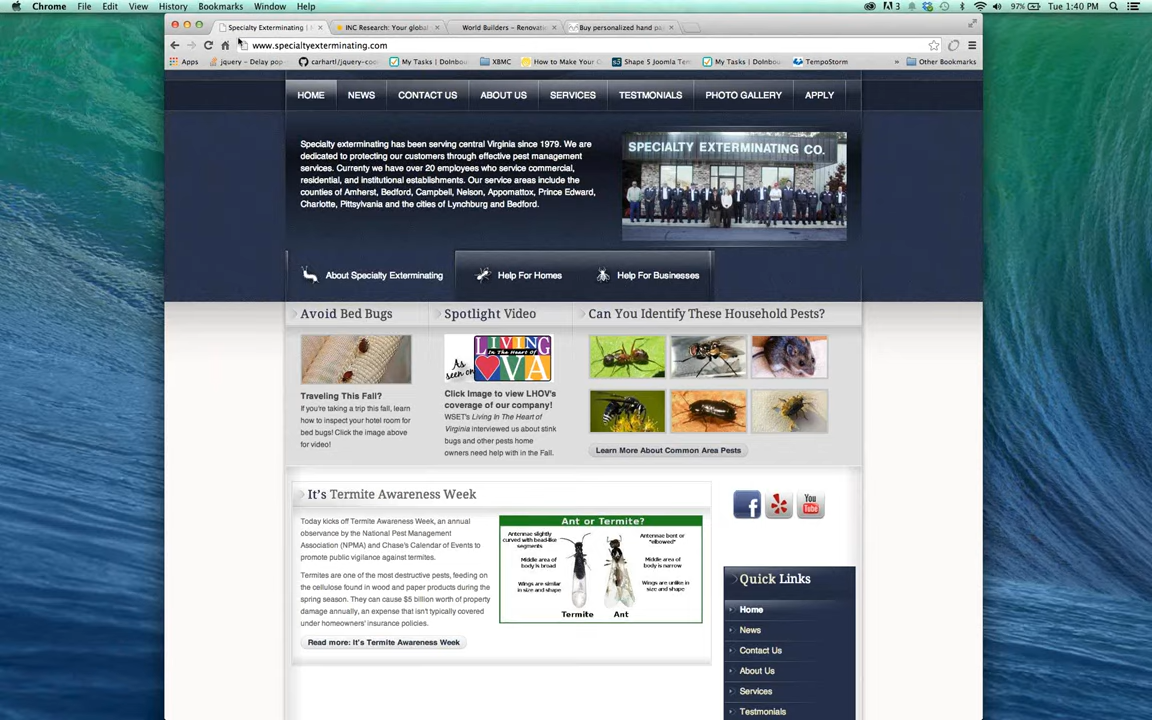 Chrome File Edit View History Bookmarks Window Help 3 97% Tue 1:40 PM
Specialty Exterminating | INC Research: Your global World Builders – Renovati Buy personalized hand pa
www.specialtyexterminating.com
Apps jquery – Delay pop carhartl/jquery-coo My Tasks | DoInbou XBMC How to Make Your Shape 5 Joomla Tem My Tasks | DoInbou TempoStorm » Other Bookmarks
HOME NEWS CONTACT US ABOUT US SERVICES TESTIMONIALS PHOTO GALLERY APPLY
Specialty exterminating has been serving central Virginia since 1979. We are
dedicated to protecting our customers through effective pest management
services. Currenty we have over 20 employees who service commercial,
residential, and institutional establishments. Our service areas include the
counties of Amherst, Bedford, Campbell, Nelson, Appomattox, Prince Edward,
Charlotte, Pittsylvania and the cities of Lynchburg and Bedford.
SPECIALTY EXTERMINATING CO.
About Specialty Exterminating Help For Homes Help For Businesses
Avoid Bed Bugs
Traveling This Fall?
If you're taking a trip this fall, learn
how to inspect your hotel room for
bed bugs! Click the image above
for video!
Spotlight Video
As seen on
LIVING
In The Heart Of
VA
Click Image to view LHOV's
coverage of our company!
WSET's Living In The Heart of
Virginia interviewed us about stink
bugs and other pests home
owners need help with in the Fall.
Can You Identify These Household Pests?
Learn More About Common Area Pests
It's Termite Awareness Week
Today kicks off Termite Awareness Week, an annual
observance by the National Pest Management
Association (NPMA) and Chase's Calendar of Events to
promote public vigilance against termites.
Termites are one of the most destructive pests, feeding on
the cellulose found in wood and paper products during the
spring season. They can cause $5 billion worth of property
damage annually, an expense that isn't typically covered
under homeowners' insurance policies.
Read more: It's Termite Awareness Week
Ant or Termite?
Antennae slightly
curved with bead-like
segments
Middle area of
body is broad
Wings are similar
in size and shape
Termite
Antennae bent or
"elbowed"
Middle area of
body is narrow
Wings are unlike in
size and shape
Ant
You
Tube
Quick Links
Home
News
Contact Us
About Us
Services
Testimonials